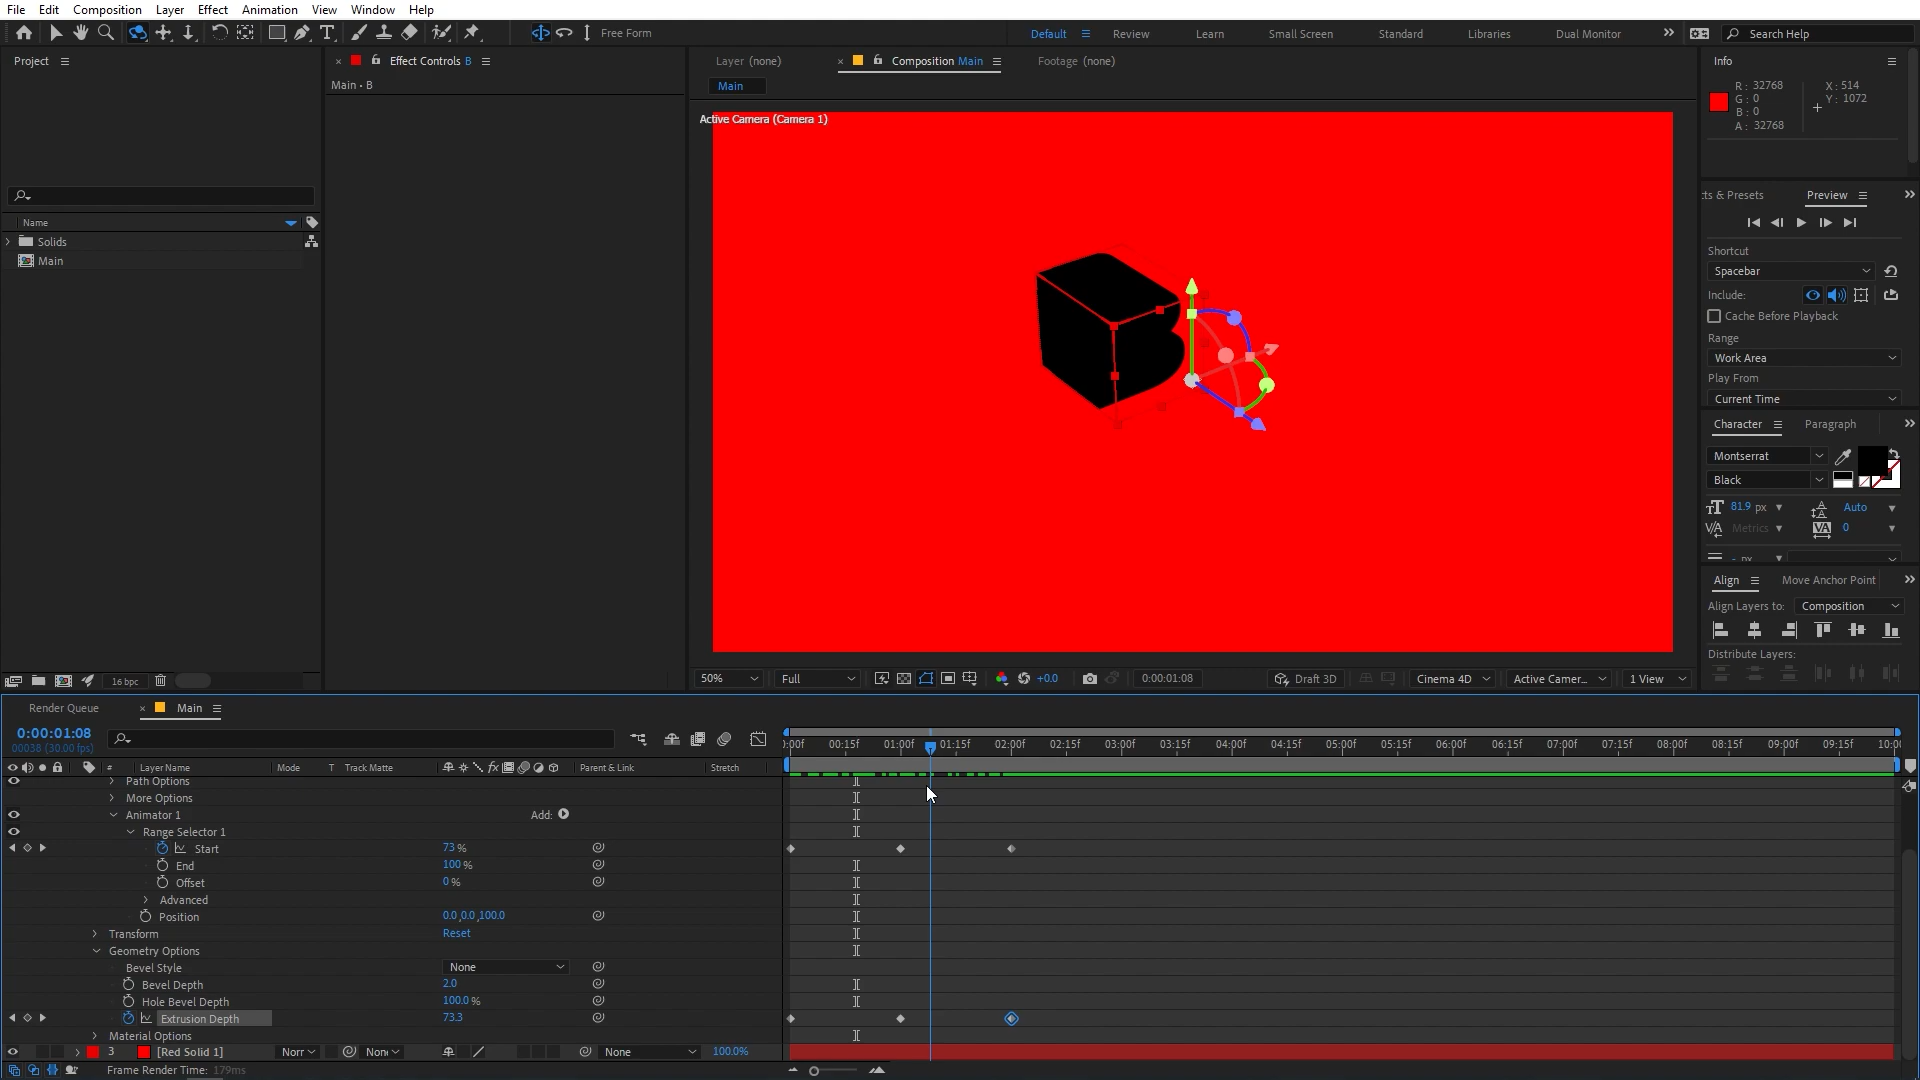 File Edit Composition Layer Effect Animation View Window Help
Free Form
Default Review Learn Small Screen Standard Libraries Dual Monitor Search Help
Project
Name
Solids
Main
16 bpc
Effect Controls B
Main • B
Layer (none) Composition Main Footage (none)
Main
Active Camera (Camera 1)
50% Full +0.0 0:00:01:08 Draft 3D Cinema 4D Active Camer... 1 View
Info
R: 32768
G: 0
B: 0
A: 32768
X: 514
Y: 1072
ts & Presets Preview
Shortcut
Spacebar
Include:
Cache Before Playback
Range
Work Area
Play From
Current Time
Character Paragraph
Montserrat
Black
81.9 px Auto
Metrics 0
- px
Align Move Anchor Point
Align Layers to: Composition
Distribute Layers:
Render Queue Main
0:00:01:08
00038 (30.00 fps)
# Layer Name Mode T Track Matte Parent & Link Stretch
:00f 00:15f 01:00f 01:15f 02:00f 02:15f 03:00f 03:15f 04:00f 04:15f 05:00f 05:15f 06:00f 06:15f 07:00f 07:15f 08:00f 08:15f 09:00f 09:15f 10:00
Path Options
More Options
Animator 1 Add:
Range Selector 1
Start 73%
End 100%
Offset 0%
Advanced
Position 0.0,0.0,100.0
Transform Reset
Geometry Options
Bevel Style None
Bevel Depth 2.0
Hole Bevel Depth 100.0%
Extrusion Depth 73.3
Material Options
3 [Red Solid 1] Norr Non None 100.0%
Frame Render Time: 179ms